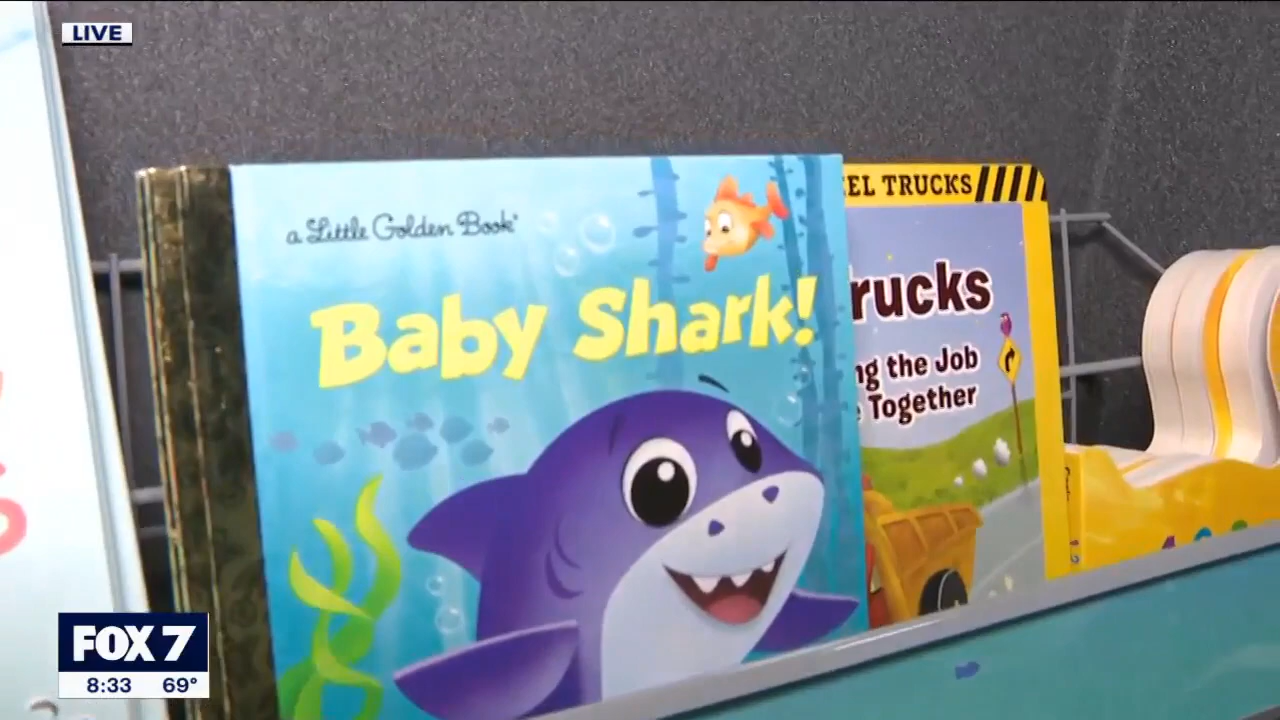 LIVE
a Little Golden Book®
Baby Shark!
EL TRUCKS
rucks
ng the Job
Together
FOX 7
8:33 69°